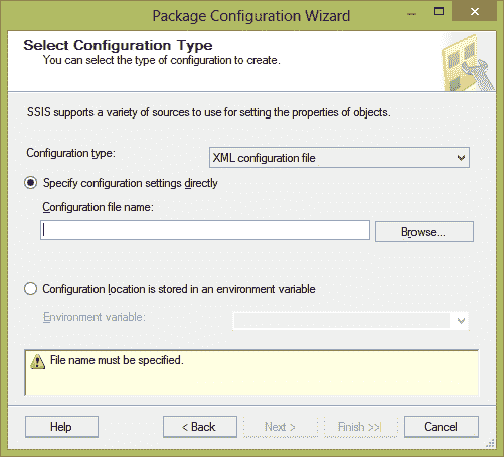 Package Configuration Wizard
Select Configuration Type
You can select the type of configuration to create.
SSIS supports a variety of sources to use for setting the properties of objects.
Configuration type:
XML configuration file
Specify configuration settings directly
Configuration file name:
Browse...
Configuration location is stored in an environment variable
Environment variable:
File name must be specified.
Help
< Back
Next >
Finish >>|
Cancel